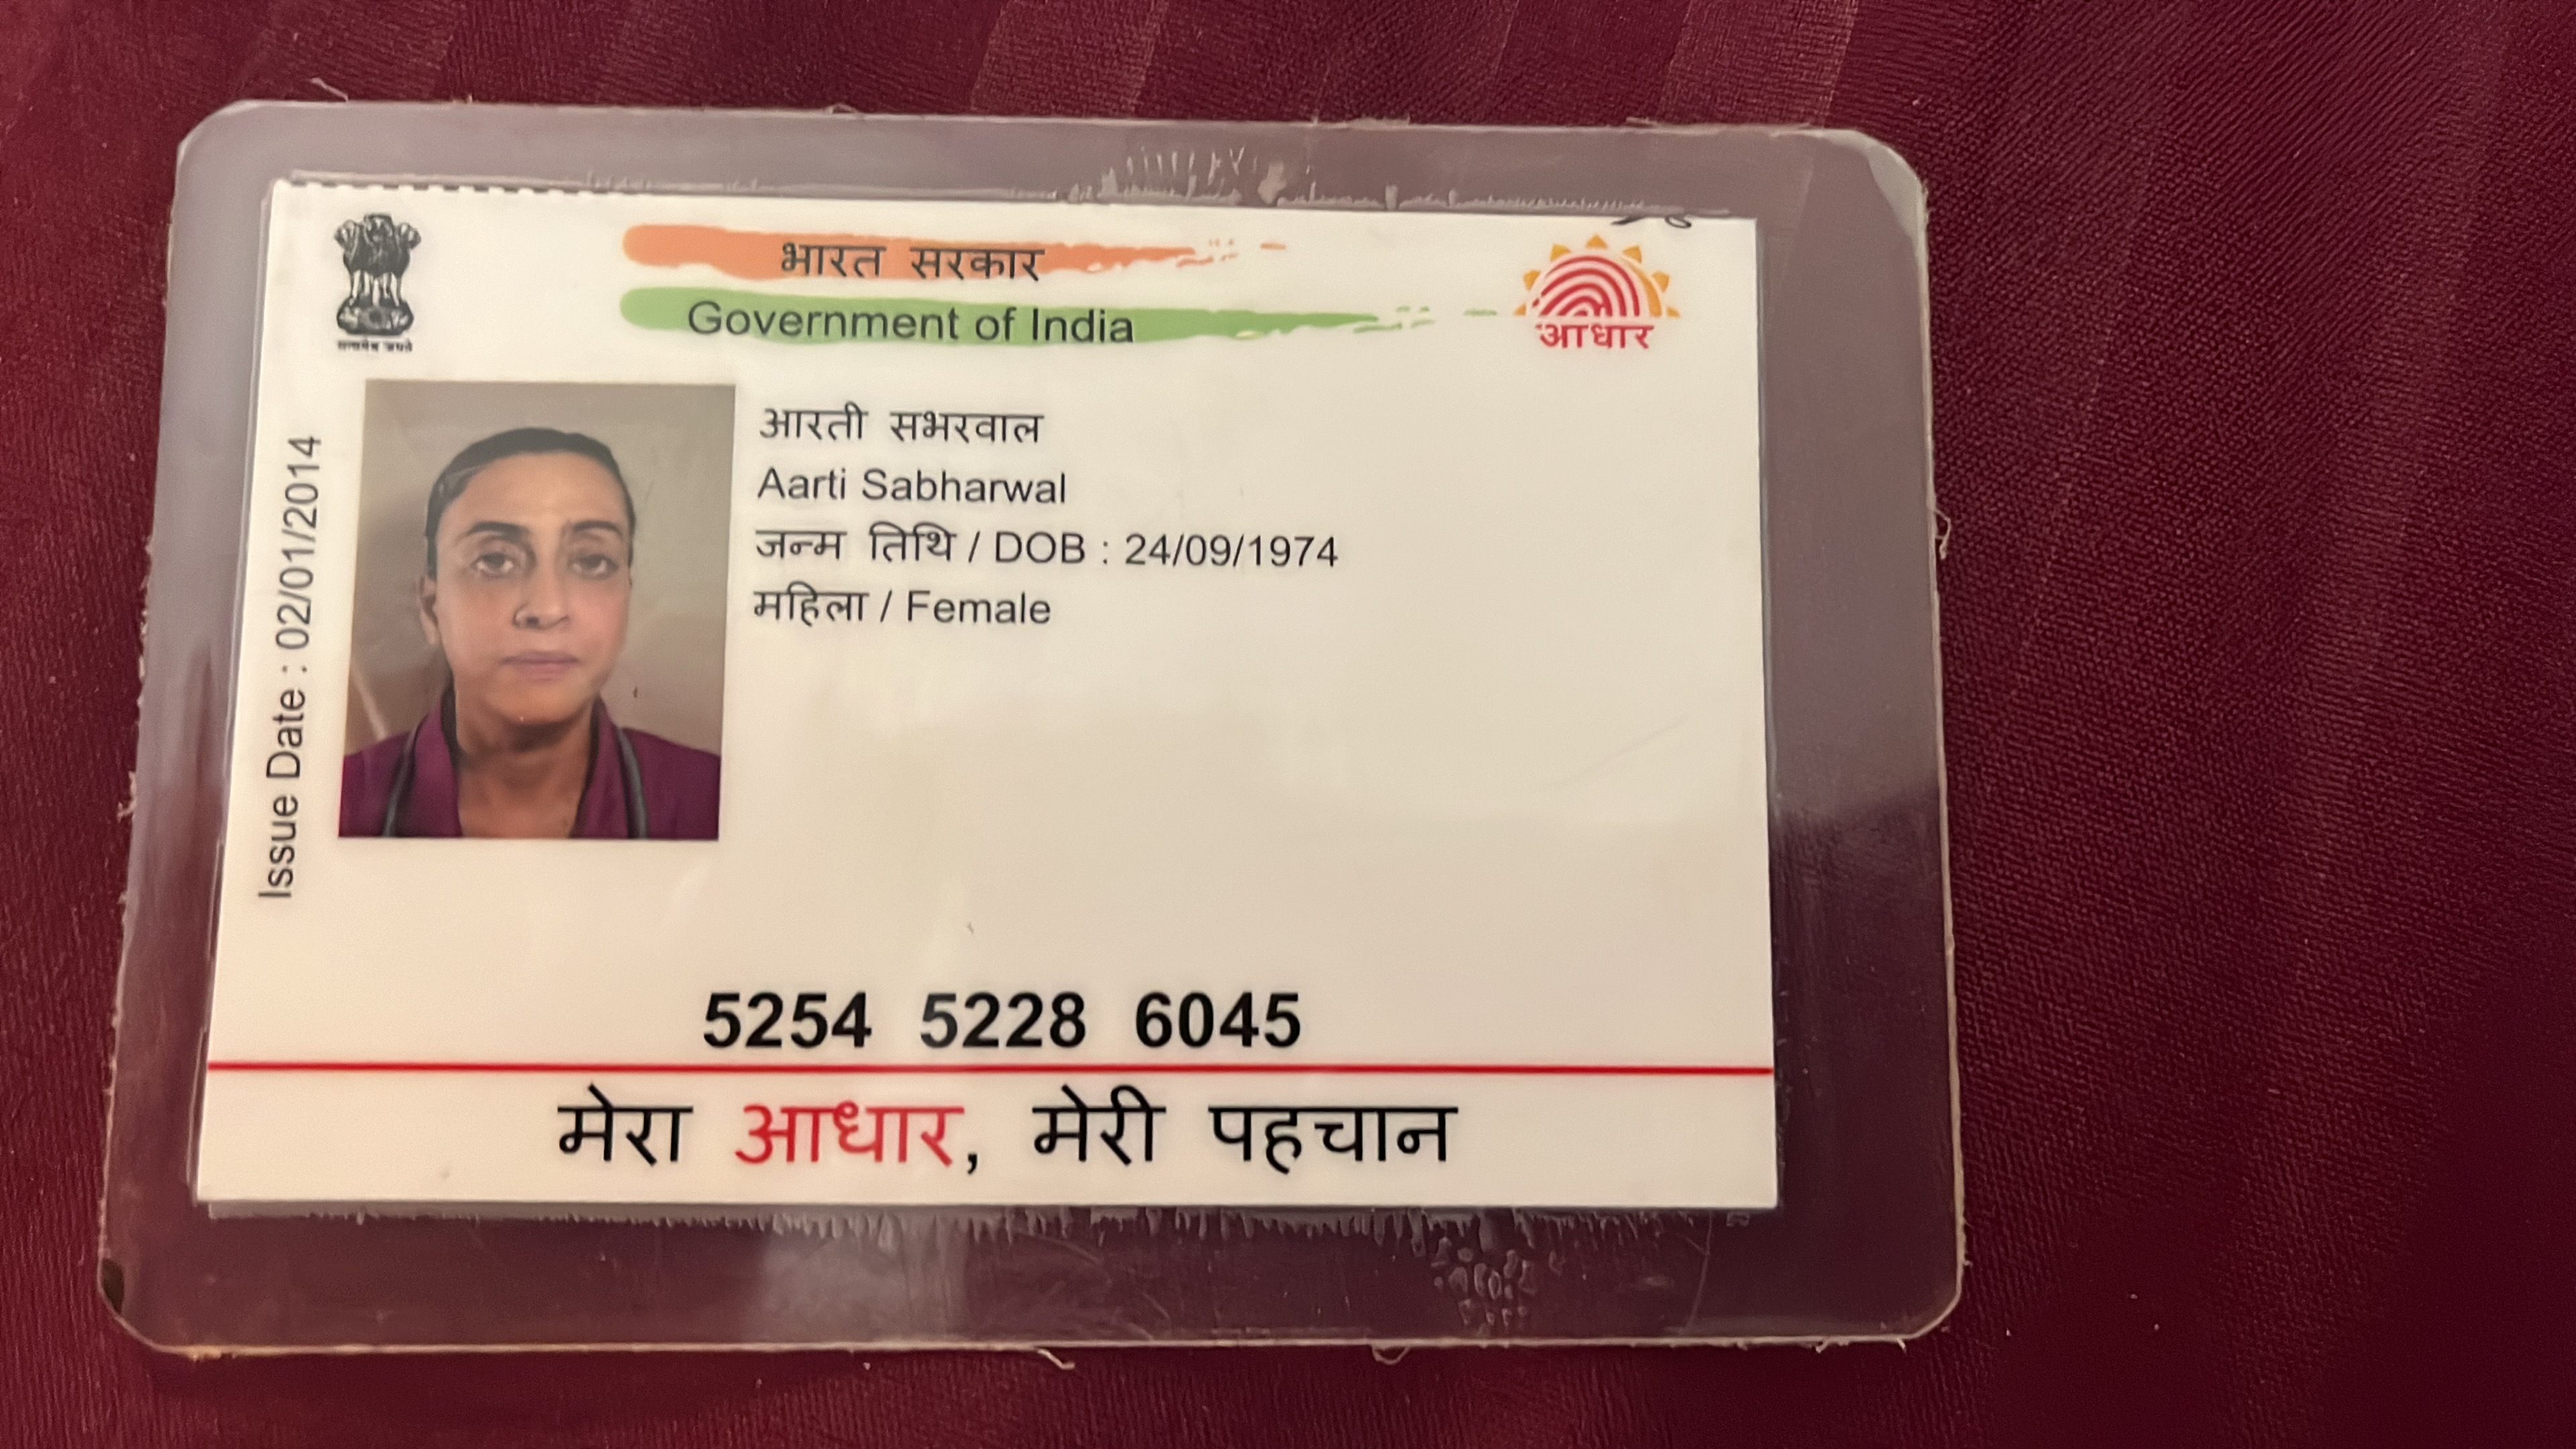 भारत सरकार
Government of India
आधार
Issue Date : 02/01/2014
आरती सभरवाल
Aarti Sabharwal
जन्म तिथि / DOB : 24/09/1974
महिला / Female
5254 5228 6045
मेरा आधार, मेरी पहचान